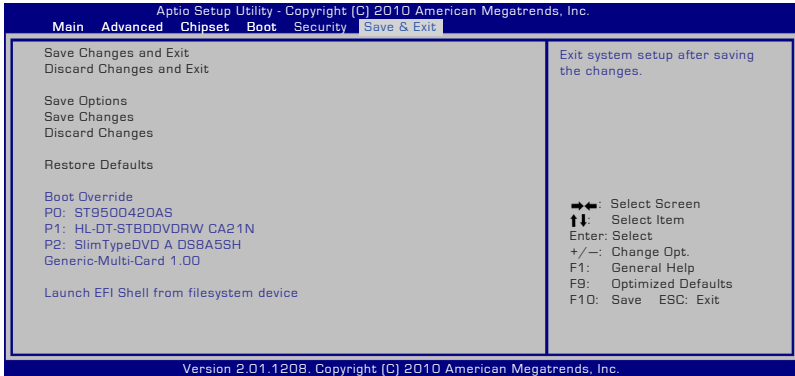 Aptio Setup Utility - Copyright (C) 2010 American Megatrends, Inc.
Main Advanced Chipset Boot Security Save & Exit
Save Changes and Exit
Discard Changes and Exit
Save Options
Save Changes
Discard Changes
Restore Defaults
Boot Override
P0: ST9500420AS
P1: HL-DT-STBDDVDRW CA21N
P2: SlimTypeDVD A DS8A5SH
Generic-Multi-Card 1.00
Launch EFI Shell from filesystem device
Exit system setup after saving
the changes.
→←: Select Screen
↑↓: Select Item
Enter: Select
+/—: Change Opt.
F1: General Help
F9: Optimized Defaults
F10: Save ESC: Exit
Version 2.01.1208. Copyright (C) 2010 American Megatrends, Inc.